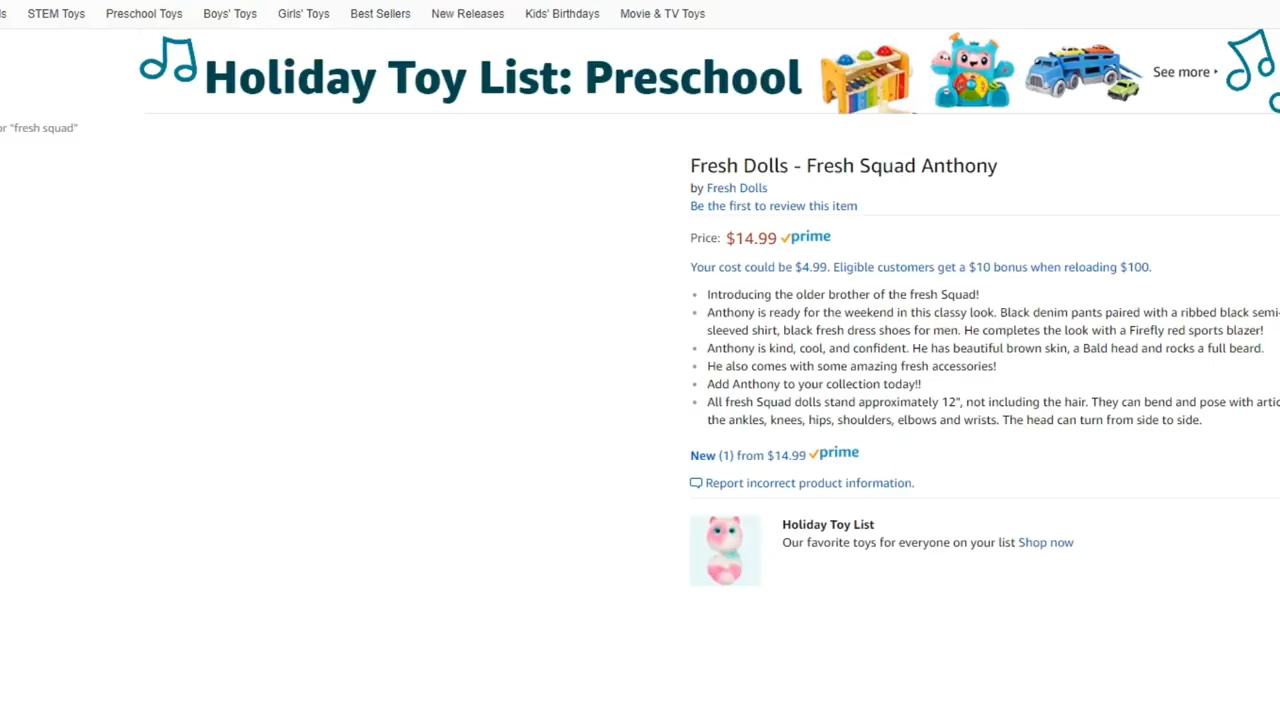 STEM Toys Preschool Toys Boys' Toys Girls' Toys Best Sellers New Releases Kids' Birthdays Movie & TV Toys
Holiday Toy List: Preschool
See more
"fresh squad"
Fresh Dolls - Fresh Squad Anthony
by Fresh Dolls
Be the first to review this item
Price: $14.99 prime
Your cost could be $4.99. Eligible customers get a $10 bonus when reloading $100.
Introducing the older brother of the fresh Squad!
Anthony is ready for the weekend in this classy look. Black denim pants paired with a ribbed black semi-
sleeved shirt, black fresh dress shoes for men. He completes the look with a Firefly red sports blazer!
Anthony is kind, cool, and confident. He has beautiful brown skin, a Bald head and rocks a full beard.
He also comes with some amazing fresh accessories!
Add Anthony to your collection today!!
All fresh Squad dolls stand approximately 12", not including the hair. They can bend and pose with artic
the ankles, knees, hips, shoulders, elbows and wrists. The head can turn from side to side.
New (1) from $14.99 prime
Report incorrect product information.
Holiday Toy List
Our favorite toys for everyone on your list Shop now